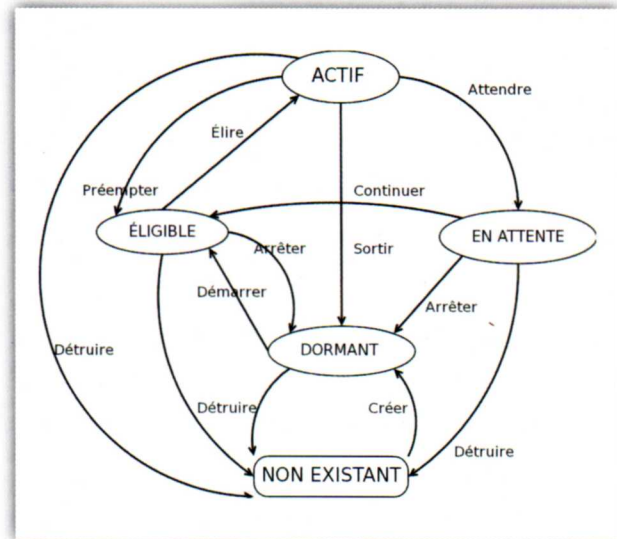 ACTIF
Attendre
Élire
Préempter
Continuer
ÉLIGIBLE
EN ATTENTE
Arrêter
Sortir
Démarrer
Arrêter
DORMANT
Détruire
Détruire
Créer
Détruire
NON EXISTANT